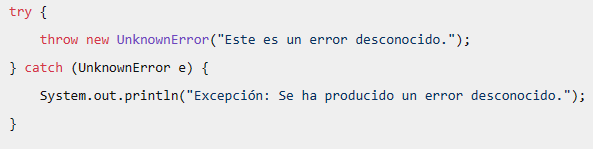 try {
    throw new UnknownError("Este es un error desconocido.");
} catch (UnknownError e) {
    System.out.println("Excepción: Se ha producido un error desconocido.");
}